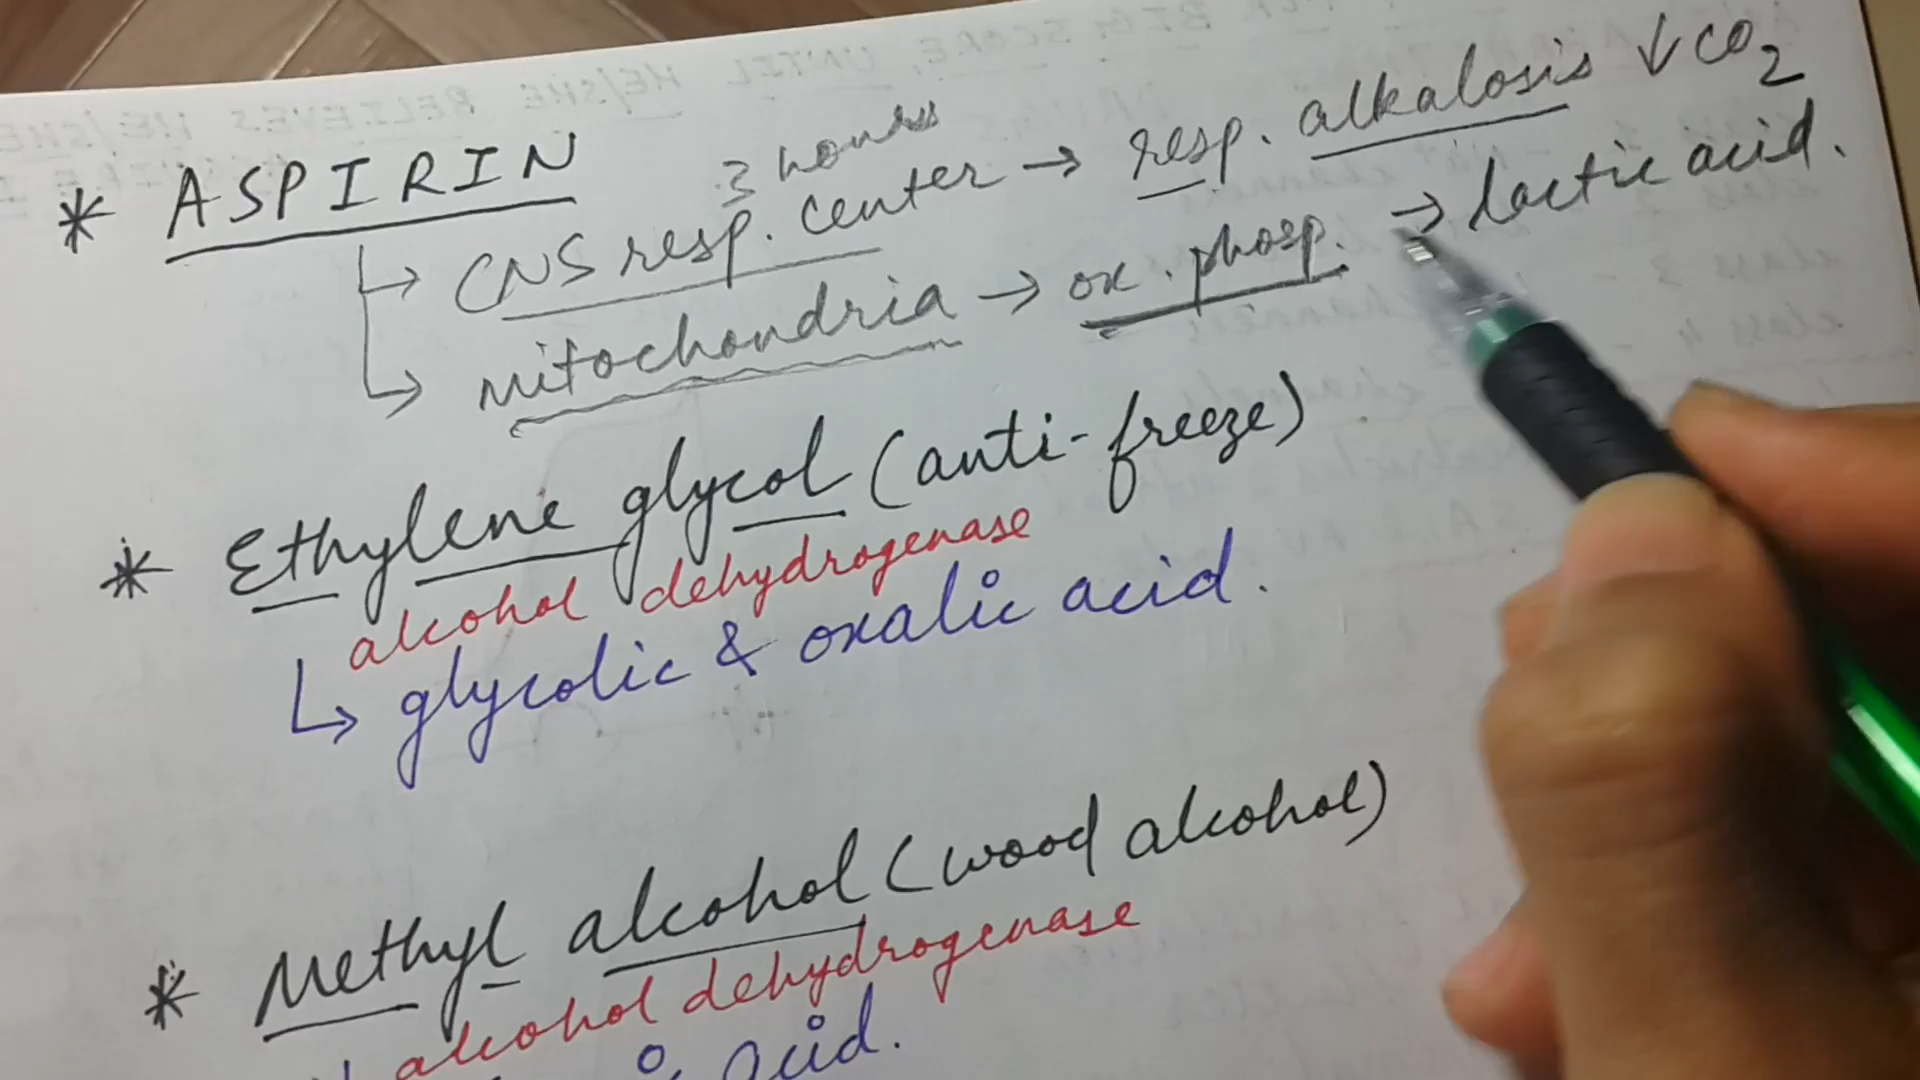 * ASPIRIN
3 hours
↳ CNS resp. center → resp. alkalosis ↓CO2
↳ mitochondria → ox. phosp. → lactic acid.
* Ethylene glycol (anti-freeze)
alcohol dehydrogenase
↳ glycolic & oxalic acid.
* Methyl alcohol (wood alcohol)
alcohol dehydrogenase
acid.